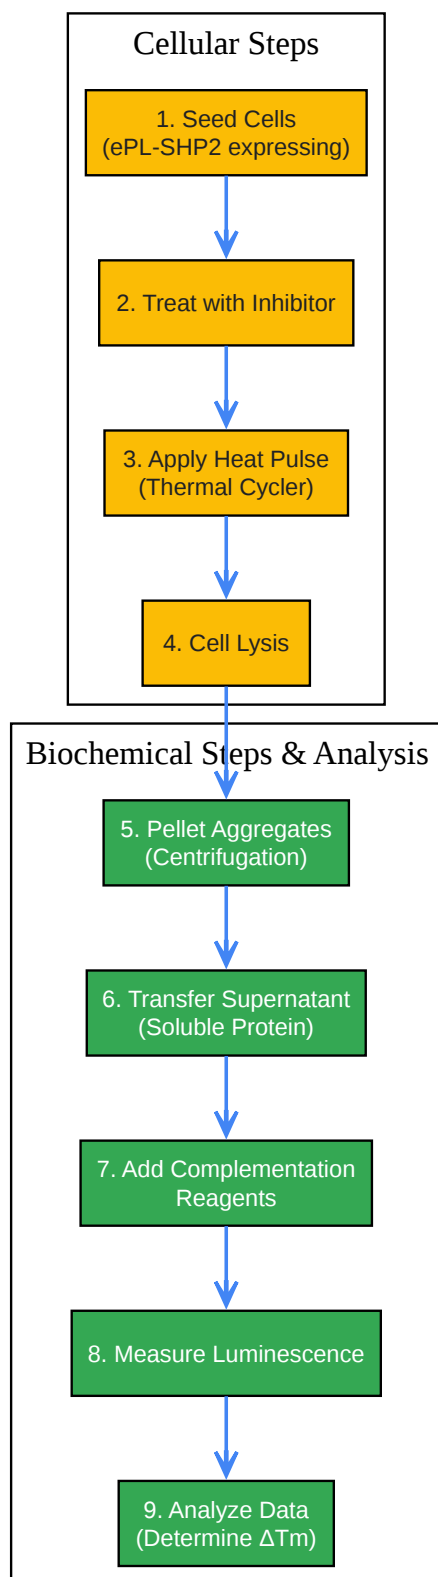 Cellular Steps
1. Seed Cells
(ePL-SHP2 expressing)
2. Treat with Inhibitor
3. Apply Heat Pulse
(Thermal Cycler)
4. Cell Lysis
Biochemical Steps & Analysis
5. Pellet Aggregates
(Centrifugation)
6. Transfer Supernatant
(Soluble Protein)
7. Add Complementation
Reagents
8. Measure Luminescence
9. Analyze Data
(Determine ΔTm)